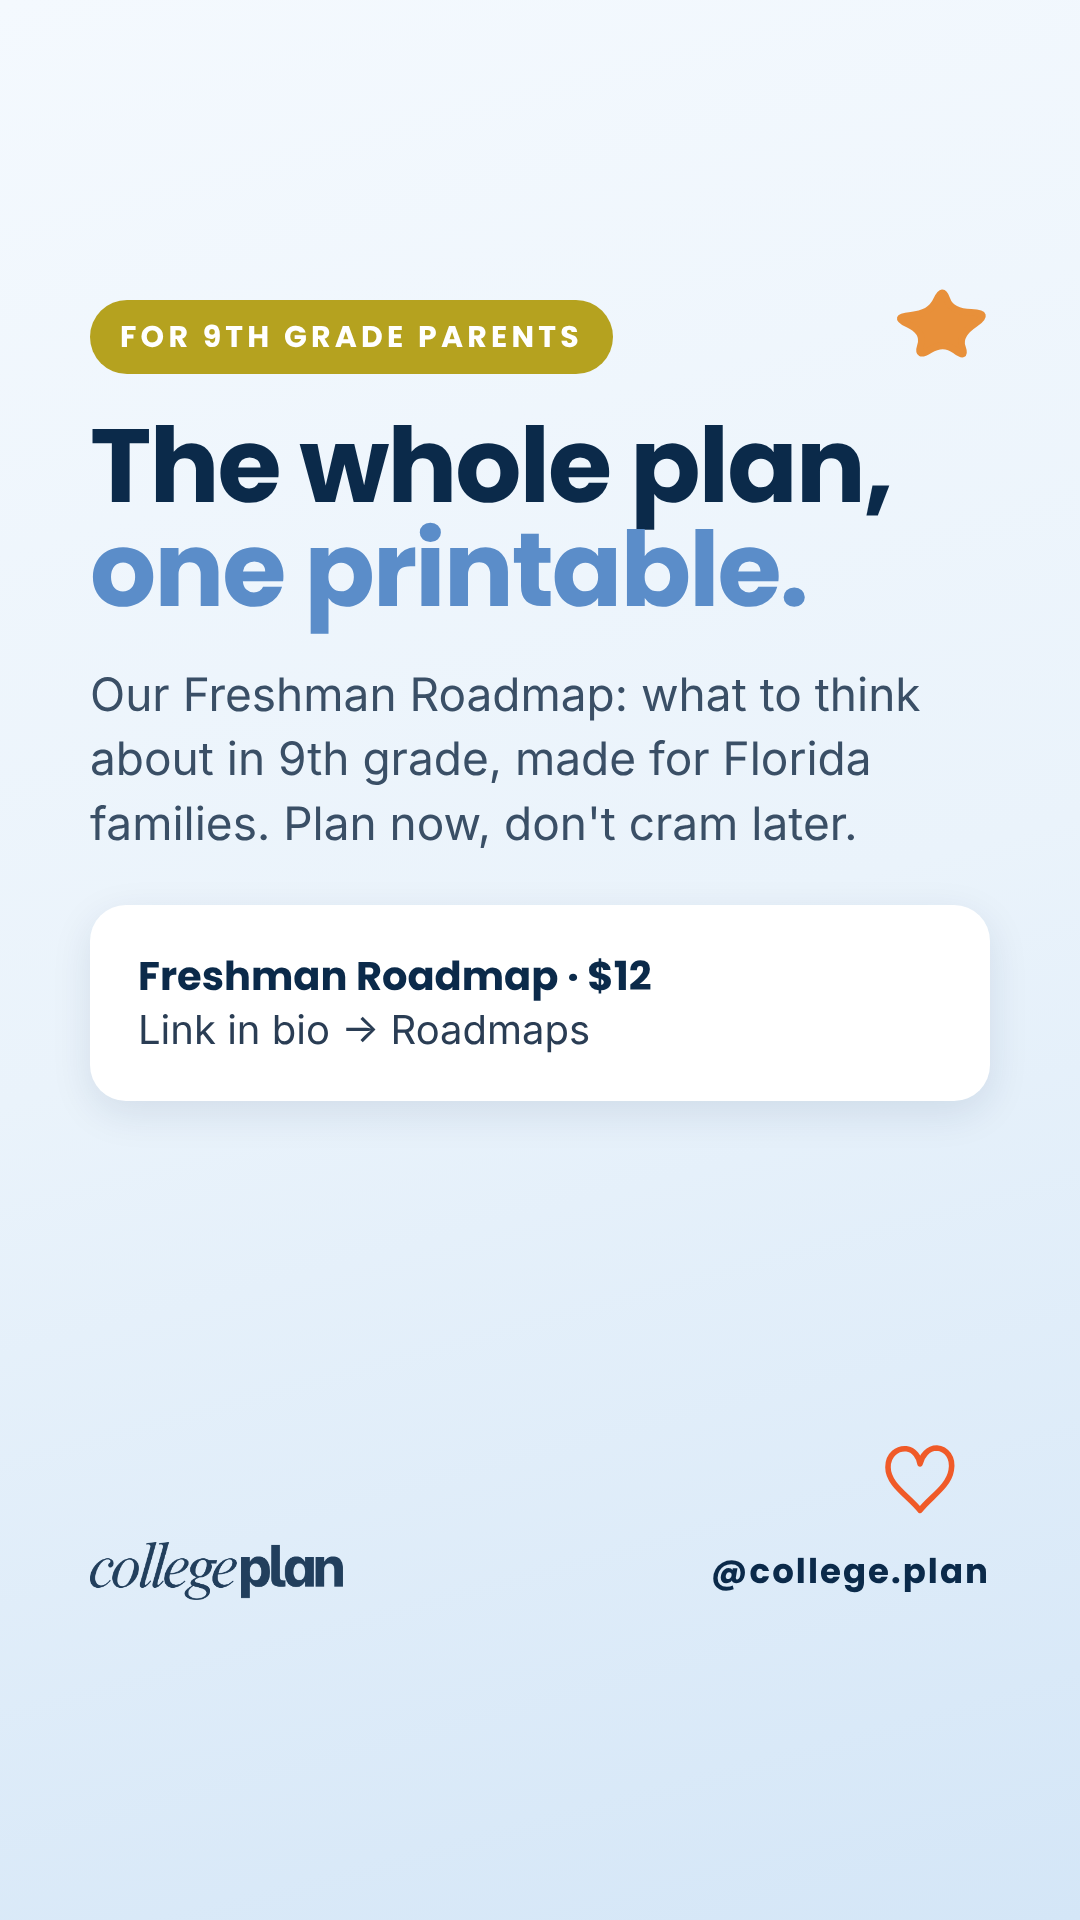 FOR 9TH GRADE PARENTS
The whole plan,
one printable.
Our Freshman Roadmap: what to think
about in 9th grade, made for Florida
families. Plan now, don't cram later.
Freshman Roadmap · $12
Link in bio → Roadmaps
collegeplan
@college.plan